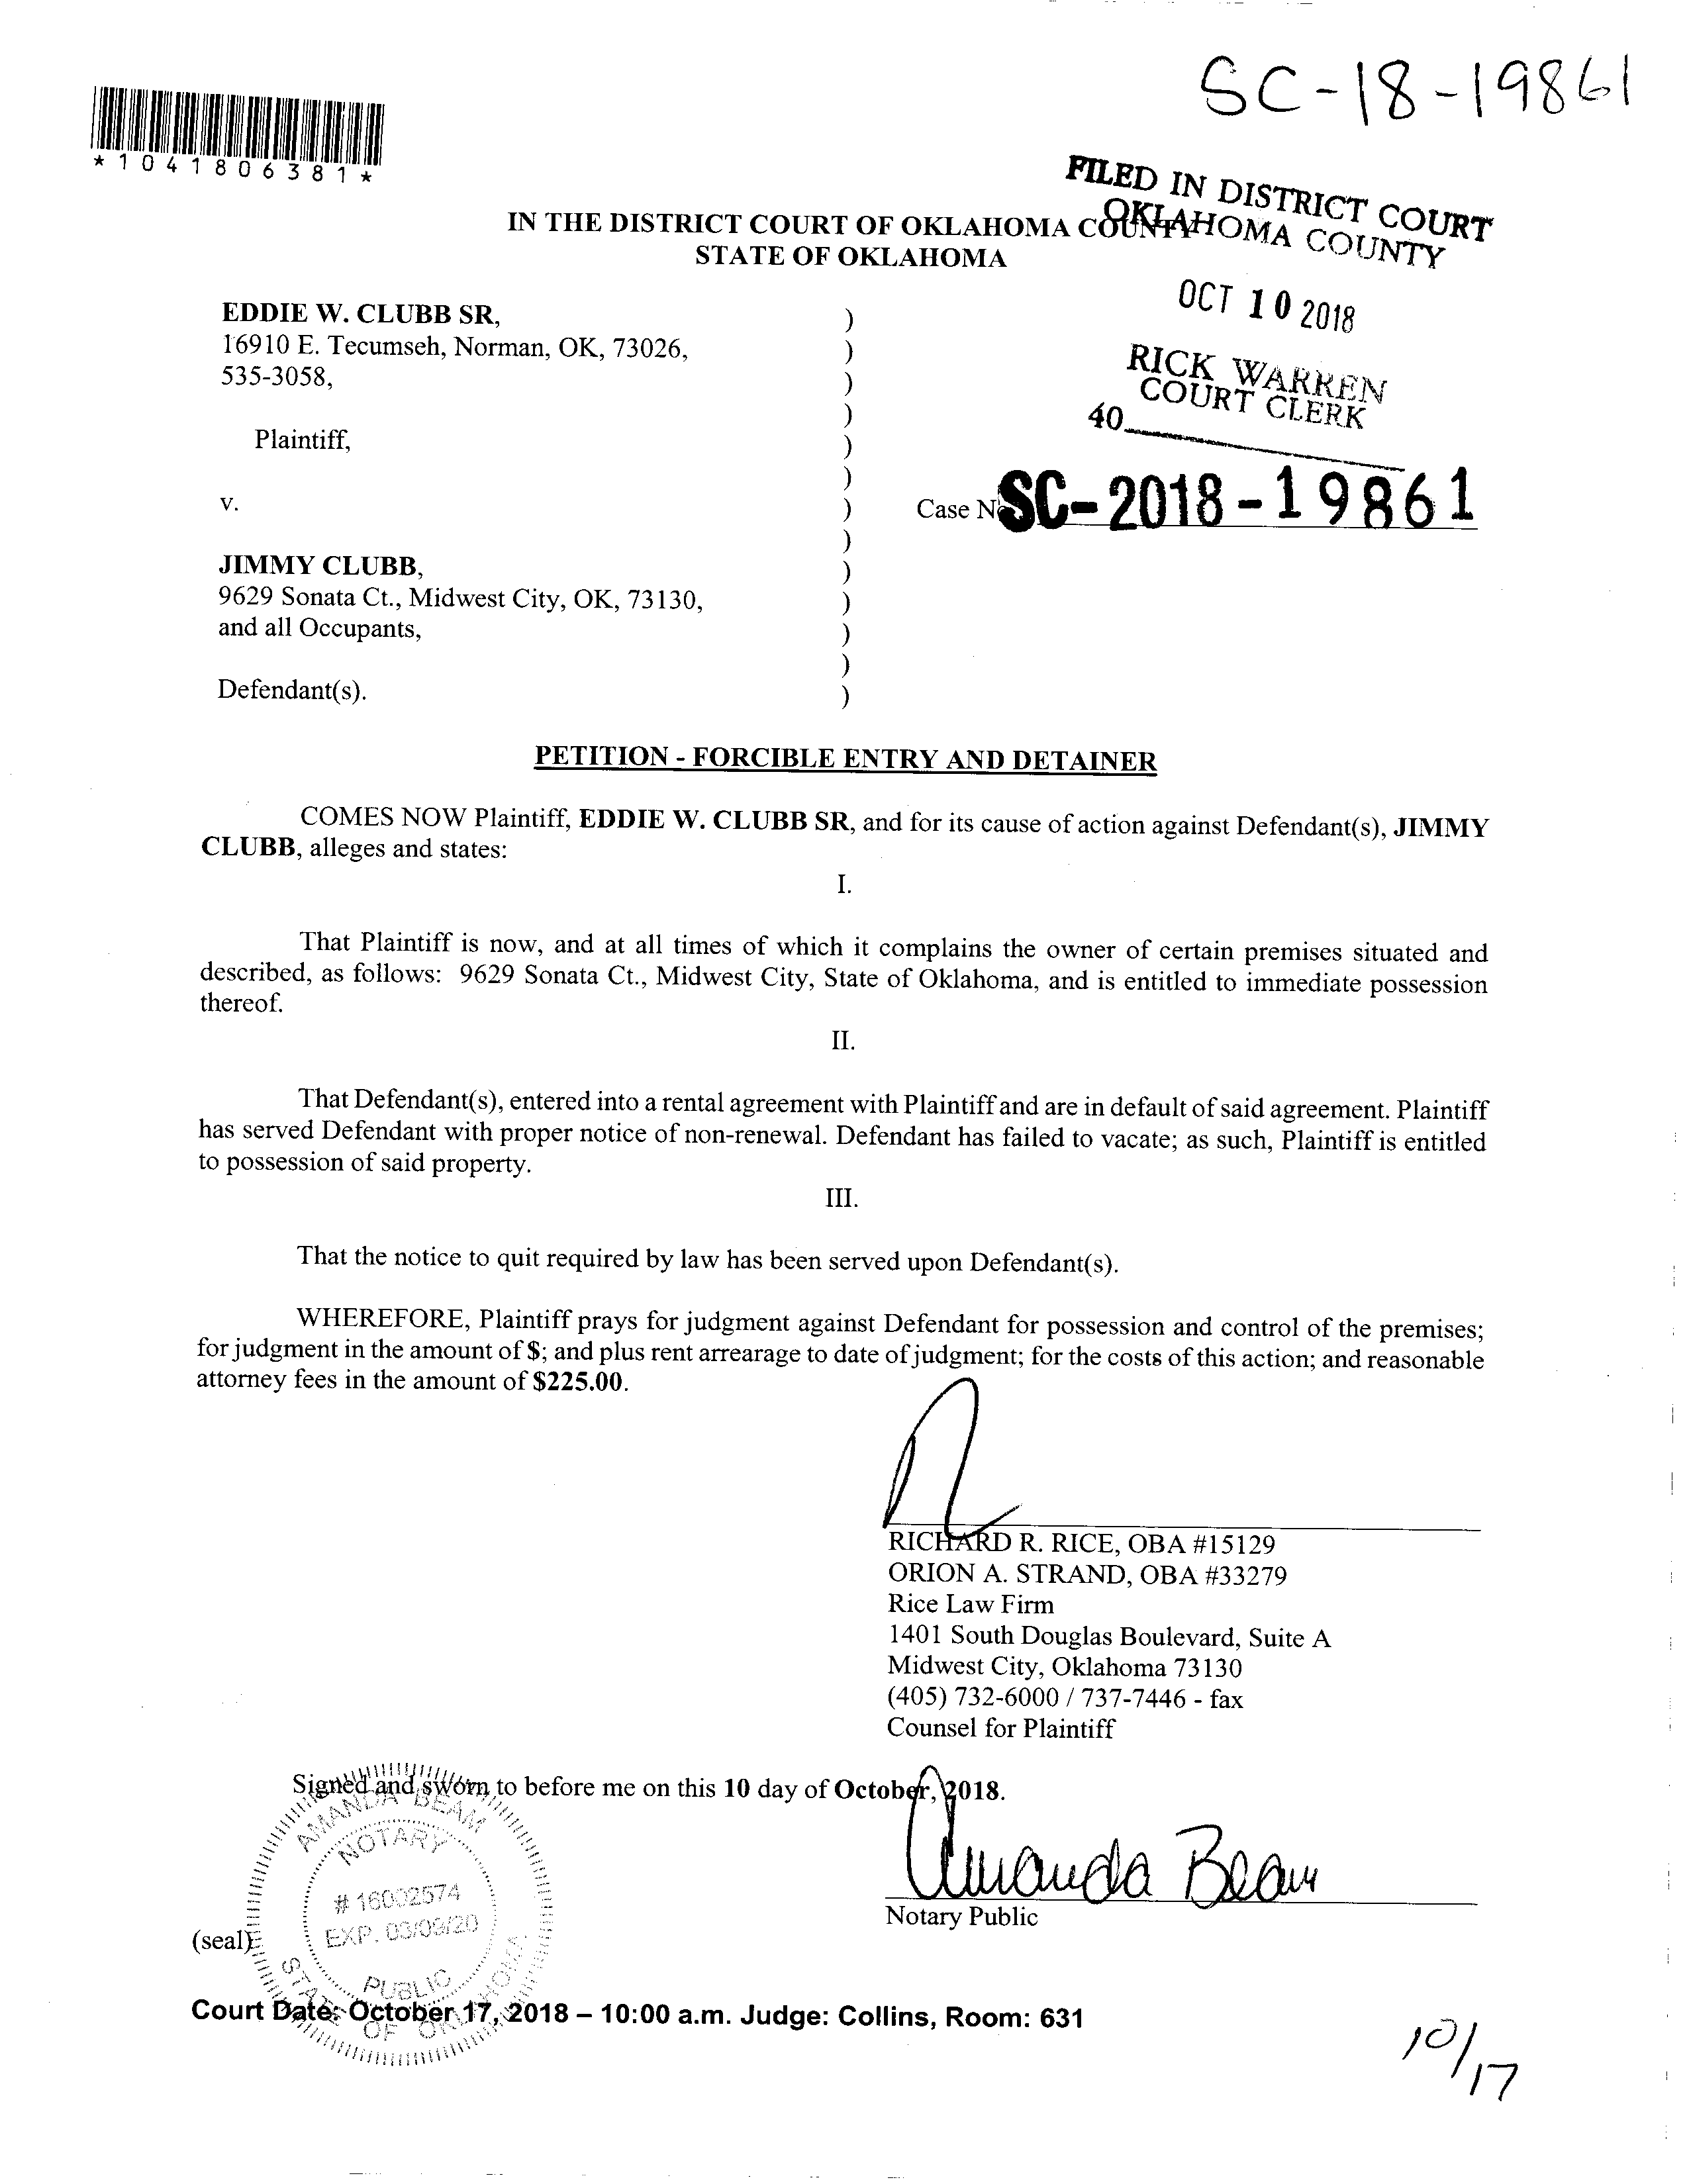 SC-18-19861
*1041806381*
FILED IN DISTRICT COURT
OKLAHOMA COUNTY
IN THE DISTRICT COURT OF OKLAHOMA COUNTY
STATE OF OKLAHOMA
OCT 10 2018
RICK WARREN
COURT CLERK
40
EDDIE W. CLUBB SR,
16910 E. Tecumseh, Norman, OK, 73026,
535-3058,
Plaintiff,
v.
Case No SC-2018-19861
JIMMY CLUBB,
9629 Sonata Ct., Midwest City, OK, 73130,
and all Occupants,
Defendant(s).
)
)
)
)
)
)
)
)
)
)
)
)
)
PETITION - FORCIBLE ENTRY AND DETAINER
COMES NOW Plaintiff, EDDIE W. CLUBB SR, and for its cause of action against Defendant(s), JIMMY
CLUBB, alleges and states:
I.
That Plaintiff is now, and at all times of which it complains the owner of certain premises situated and
described, as follows: 9629 Sonata Ct., Midwest City, State of Oklahoma, and is entitled to immediate possession
thereof.
II.
That Defendant(s), entered into a rental agreement with Plaintiff and are in default of said agreement. Plaintiff
has served Defendant with proper notice of non-renewal. Defendant has failed to vacate; as such, Plaintiff is entitled
to possession of said property.
III.
That the notice to quit required by law has been served upon Defendant(s).
WHEREFORE, Plaintiff prays for judgment against Defendant for possession and control of the premises;
for judgment in the amount of $; and plus rent arrearage to date of judgment; for the costs of this action; and reasonable
attorney fees in the amount of $225.00.
RICHARD R. RICE, OBA #15129
ORION A. STRAND, OBA #33279
Rice Law Firm
1401 South Douglas Boulevard, Suite A
Midwest City, Oklahoma 73130
(405) 732-6000 / 737-7446 - fax
Counsel for Plaintiff
Signed and sworn to before me on this 10 day of October, 2018.
Amanda Beam
Notary Public
AMANDA BEAM
NOTARY
# 16002574
EXP. 03/09/20
PUBLIC
STATE OF OKLAHOMA
(seal)
Court Date: October 17, 2018 – 10:00 a.m. Judge: Collins, Room: 631
10/17